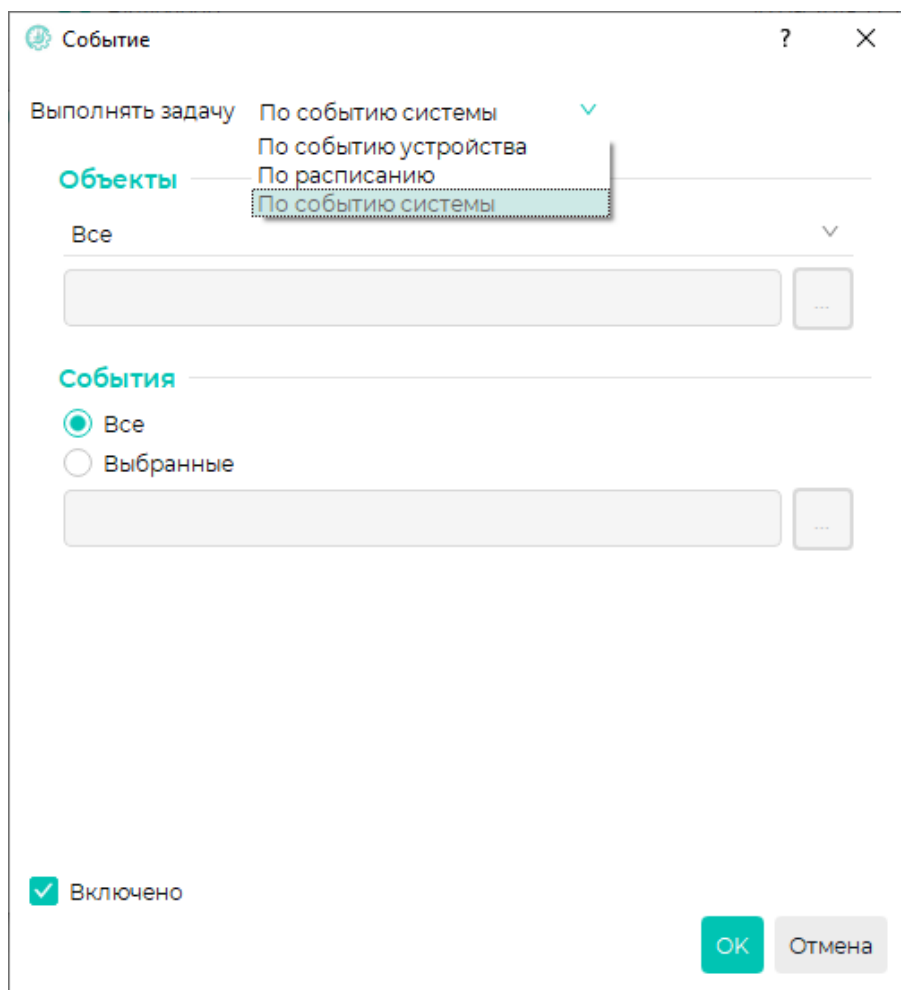 Событие ?
Выполнять задачу По событию системы
По событию устройства
По расписанию
По событию системы
Объекты
Все
...
События
Все
Выбранные
...
Включено
OK Отмена